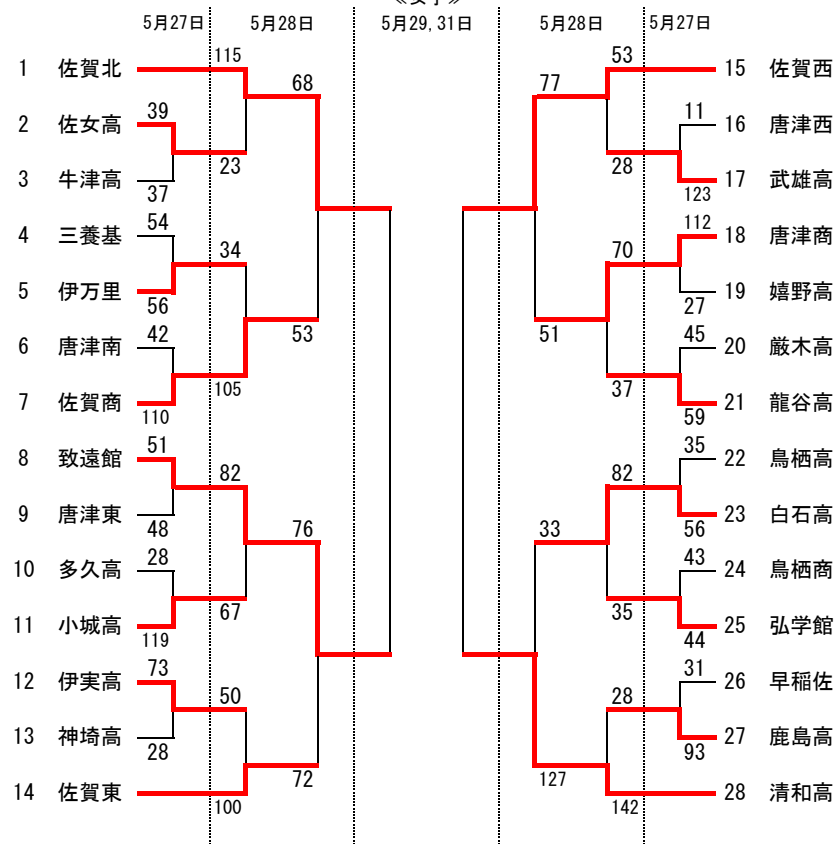 ≪女子≫
5月27日 5月28日 5月29,31日 5月28日 5月27日
115 53
1 佐賀北 68 77 15 佐賀西
39 11
2 佐女高 16 唐津西
23 28
3 牛津高 17 武雄高
37 123
54 112
4 三養基 18 唐津商
34 70
5 伊万里 19 嬉野高
56 27
42 53 51 45
6 唐津南 20 厳木高
105 37
7 佐賀商 21 龍谷高
110 59
51 35
8 致遠館 22 鳥栖高
82 82
9 唐津東 23 白石高
48 76 33 56
28 43
10 多久高 24 鳥栖商
67 35
11 小城高 25 弘学館
119 44
73 31
12 伊実高 26 早稲佐
50 28
13 神埼高 27 鹿島高
28 93
72 127
14 佐賀東 28 清和高
100 142